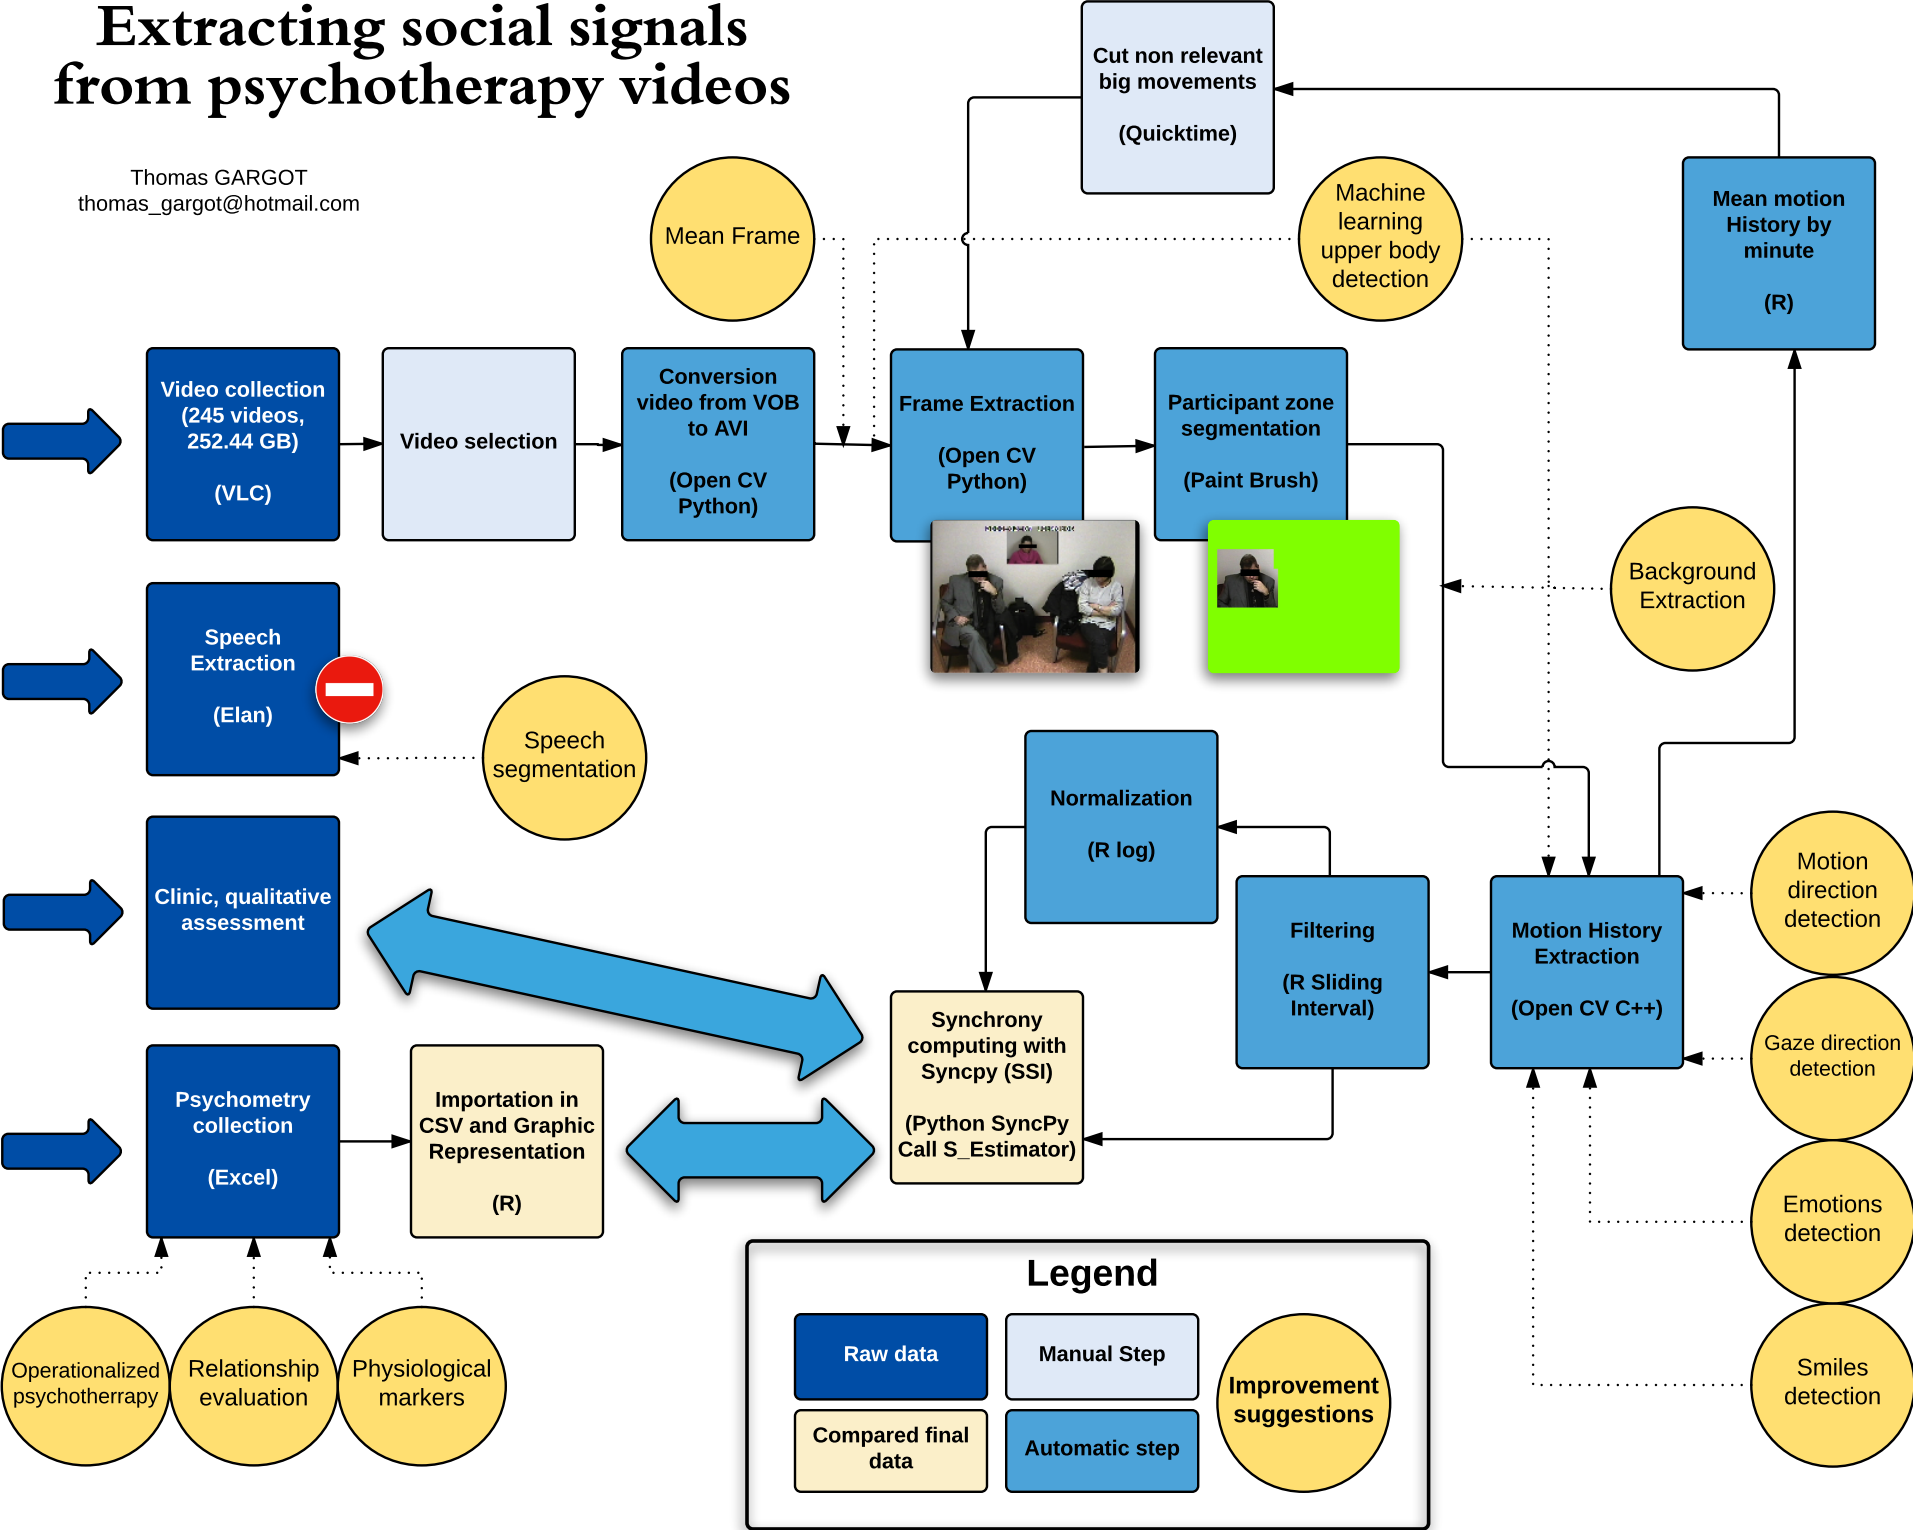 Extracting social signals
from psychotherapy videos
Thomas GARGOT
thomas_gargot@hotmail.com
Cut non relevant
big movements
(Quicktime)
Mean Frame
Machine
learning
upper body
detection
Mean motion
History by
minute
(R)
Video collection
(245 videos,
252.44 GB)
(VLC)
Video selection
Conversion
video from VOB
to AVI
(Open CV
Python)
Frame Extraction
(Open CV
Python)
Participant zone
segmentation
(Paint Brush)
Background
Extraction
Speech
Extraction
(Elan)
Speech
segmentation
Normalization
(R log)
Clinic, qualitative
assessment
Filtering
(R Sliding
Interval)
Motion History
Extraction
(Open CV C++)
Motion
direction
detection
Gaze direction
detection
Emotions
detection
Smiles
detection
Synchrony
computing with
Syncpy (SSI)
(Python SyncPy
Call S_Estimator)
Psychometry
collection
(Excel)
Importation in
CSV and Graphic
Representation
(R)
Operationalized
psychotherapy
Relationship
evaluation
Physiological
markers
Legend
Raw data
Manual Step
Compared final
data
Automatic step
Improvement
suggestions